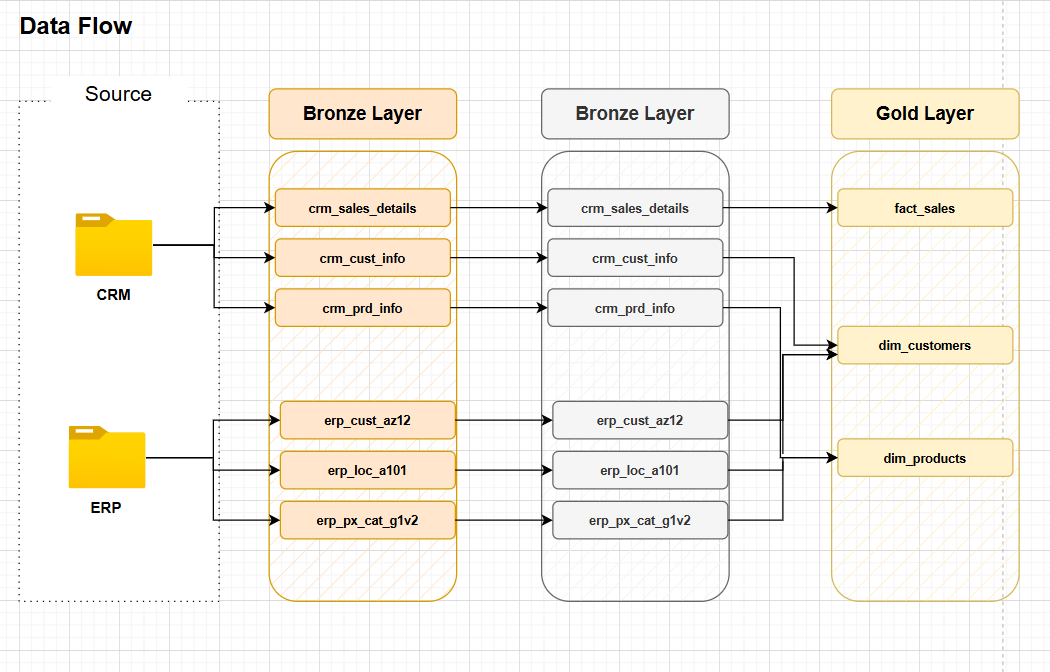 Data Flow
Source
Bronze Layer
Bronze Layer
Gold Layer
crm_sales_details
crm_sales_details
fact_sales
crm_cust_info
crm_cust_info
CRM
crm_prd_info
crm_prd_info
dim_customers
erp_cust_az12
erp_cust_az12
erp_loc_a101
erp_loc_a101
dim_products
ERP
erp_px_cat_g1v2
erp_px_cat_g1v2